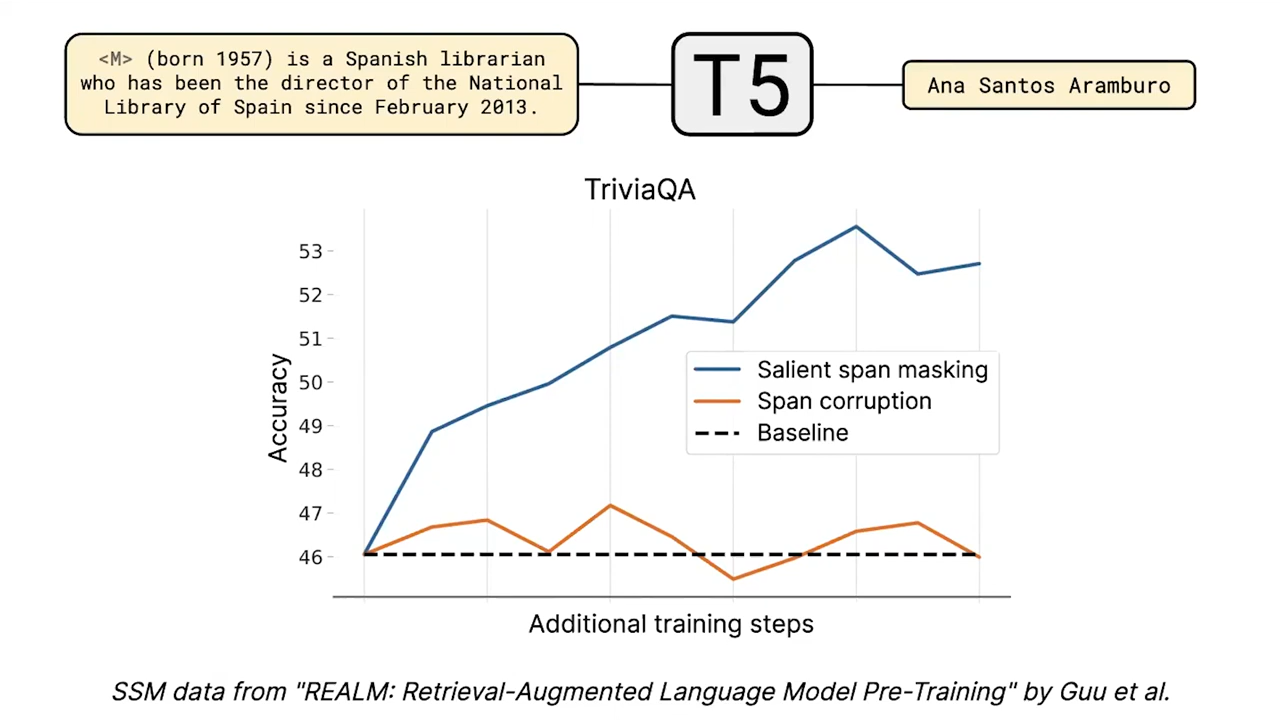 <M> (born 1957) is a Spanish librarian
who has been the director of the National
Library of Spain since February 2013.
T5
Ana Santos Aramburo
TriviaQA
53
52
51
50
49
48
47
46
Accuracy
Salient span masking
Span corruption
Baseline
Additional training steps
SSM data from "REALM: Retrieval-Augmented Language Model Pre-Training" by Guu et al.